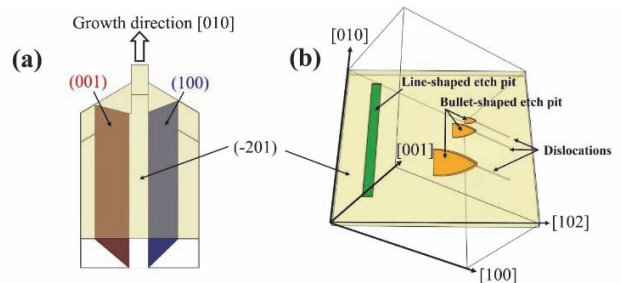 Growth direction [010]
(a)
(001)
(100)
(-201)
(b)
[010]
Line-shaped etch pit
Bullet-shaped etch pit
[001]
Dislocations
[102]
[100]